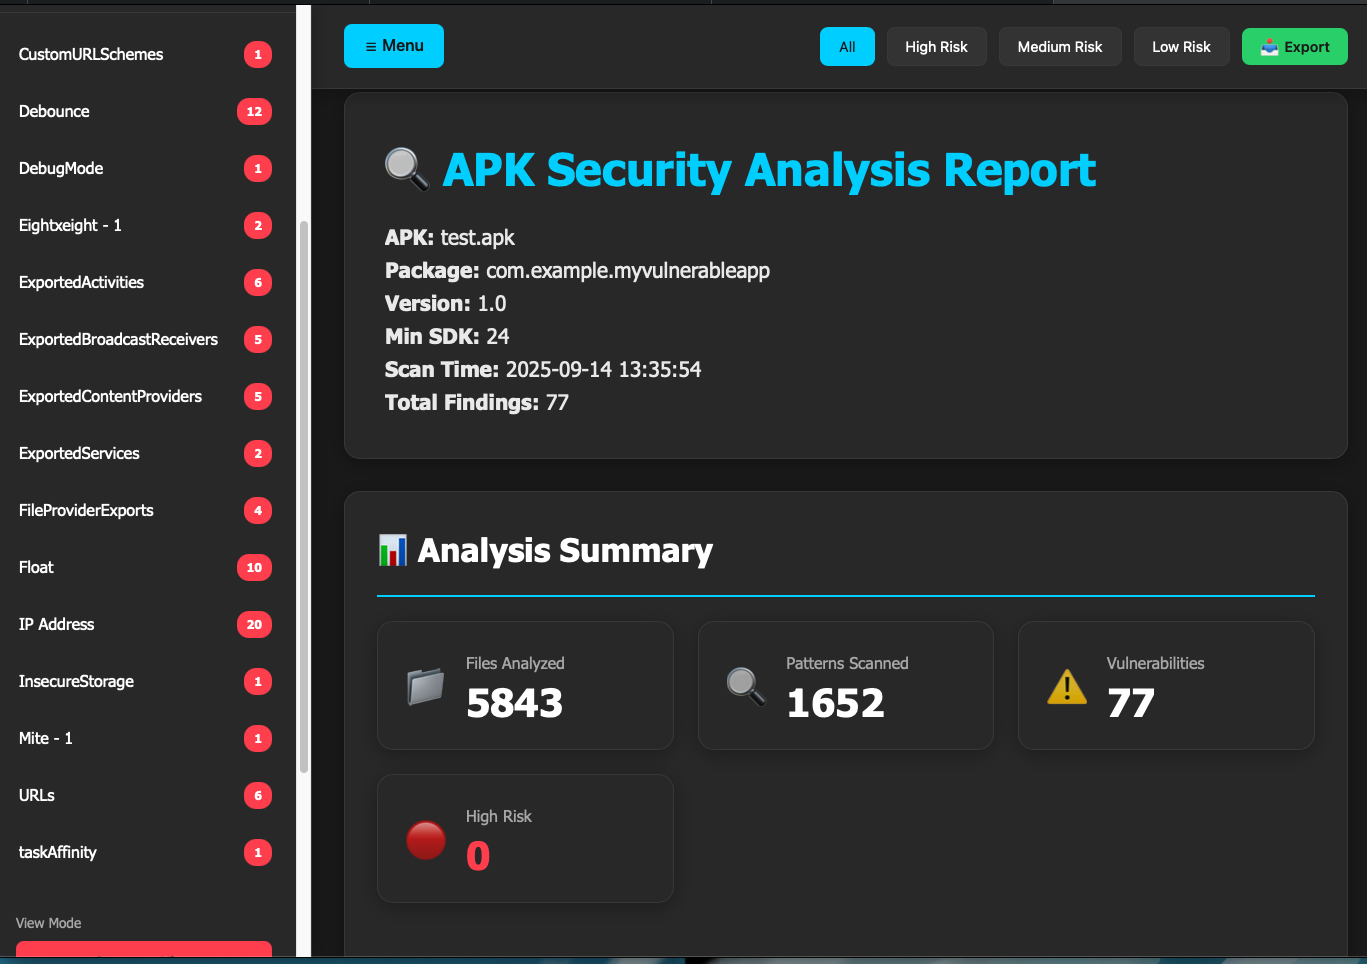 CustomURLSchemes 1
Debounce 12
DebugMode 1
Eightxeight - 1 2
ExportedActivities 6
ExportedBroadcastReceivers 5
ExportedContentProviders 5
ExportedServices 2
FileProviderExports 4
Float 10
IP Address 20
InsecureStorage 1
Mite - 1 1
URLs 6
taskAffinity 1
View Mode
≡ Menu
All High Risk Medium Risk Low Risk Export
APK Security Analysis Report
APK: test.apk
Package: com.example.myvulnerableapp
Version: 1.0
Min SDK: 24
Scan Time: 2025-09-14 13:35:54
Total Findings: 77
Analysis Summary
Files Analyzed
5843
Patterns Scanned
1652
Vulnerabilities
77
High Risk
0